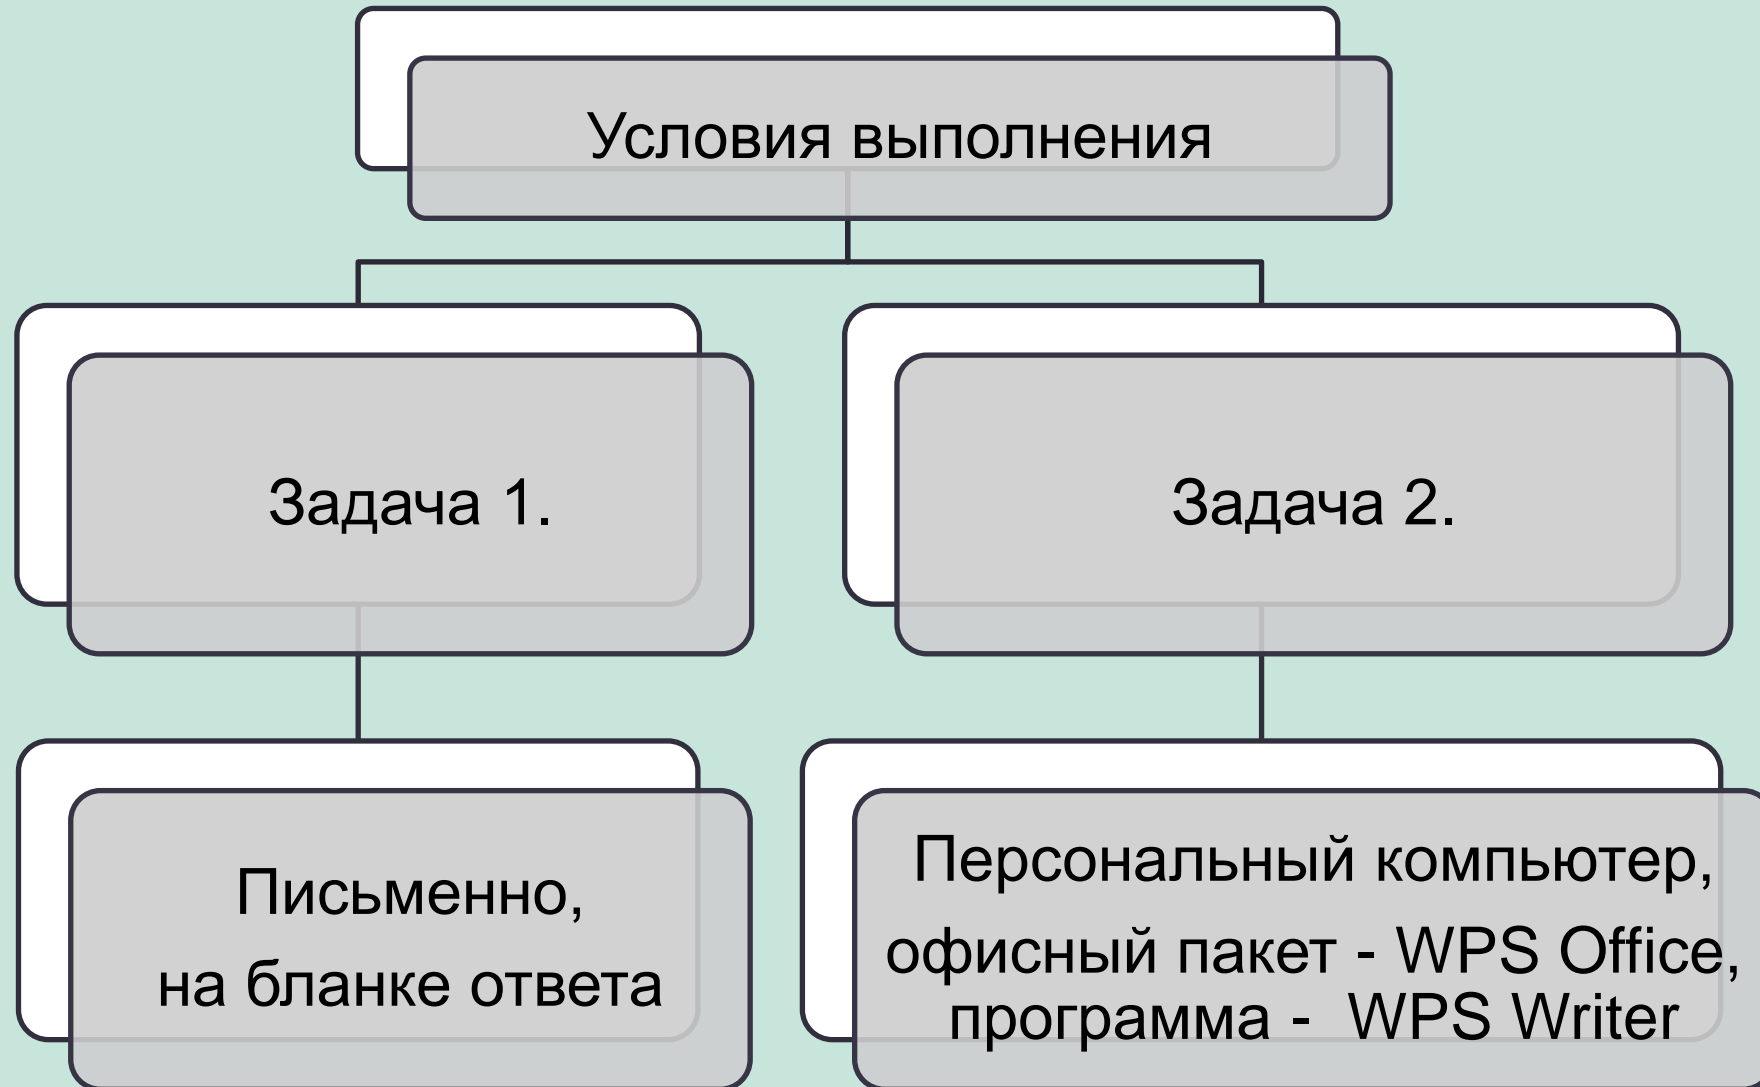 Условия выполнения
Задача 1.
Задача 2.
Письменно,
на бланке ответа
Персональный компьютер,
офисный пакет - WPS Office,
программа - WPS Writer